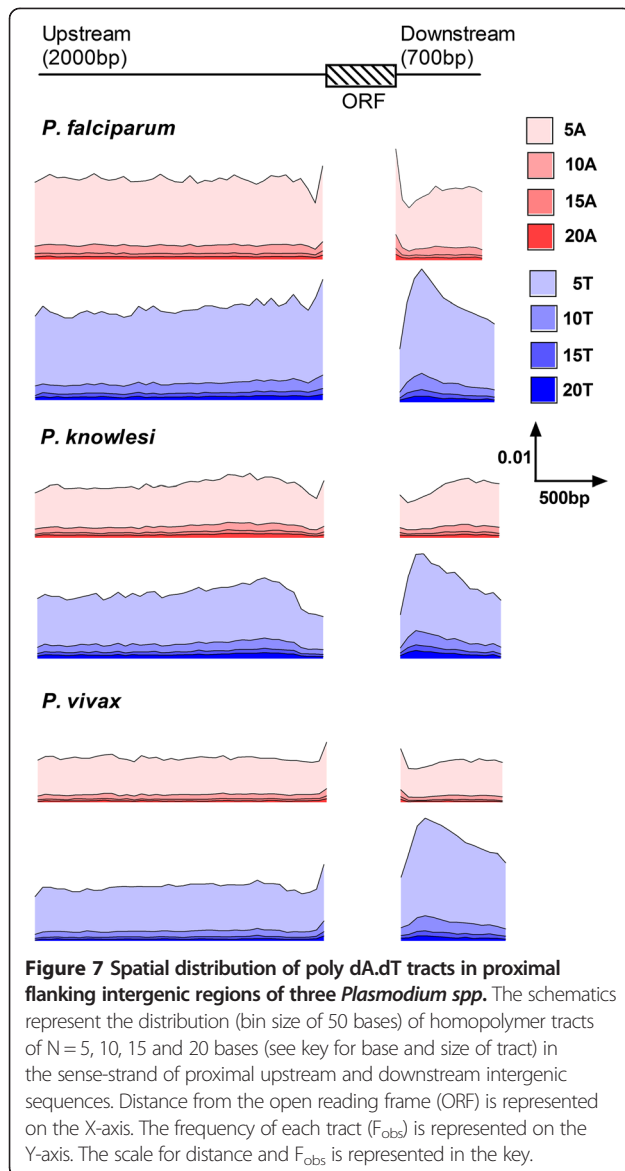 Upstream
(2000bp)
Downstream
(700bp)
ORF
P. falciparum
5A
10A
15A
20A
5T
10T
15T
20T
P. knowlesi
0.01
500bp
P. vivax
Figure 7 Spatial distribution of poly dA.dT tracts in proximal
flanking intergenic regions of three Plasmodium spp. The schematics
represent the distribution (bin size of 50 bases) of homopolymer tracts
of N = 5, 10, 15 and 20 bases (see key for base and size of tract) in
the sense-strand of proximal upstream and downstream intergenic
sequences. Distance from the open reading frame (ORF) is represented
on the X-axis. The frequency of each tract (Fobs) is represented on the
Y-axis. The scale for distance and Fobs is represented in the key.